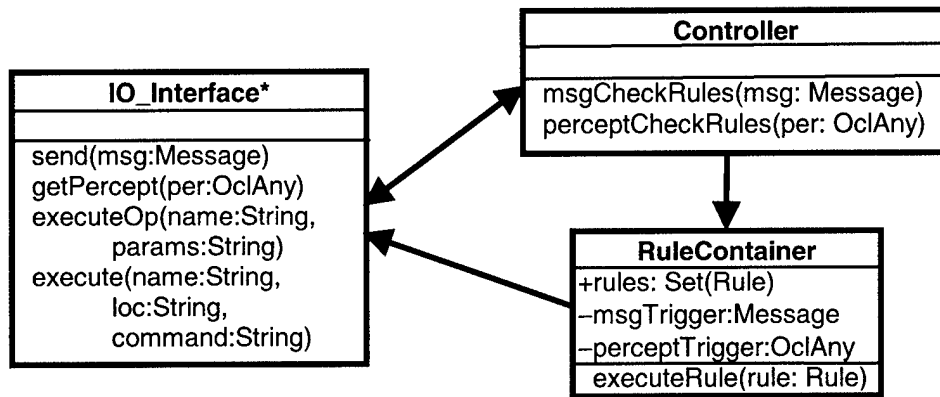 Controller
msgCheckRules(msg: Message)
perceptCheckRules(per: OclAny)
IO_Interface*
send(msg:Message)
getPercept(per:OclAny)
executeOp(name:String,
params:String)
execute(name:String,
loc:String,
command:String)
RuleContainer
+rules: Set(Rule)
–msgTrigger:Message
–perceptTrigger:OclAny
executeRule(rule: Rule)